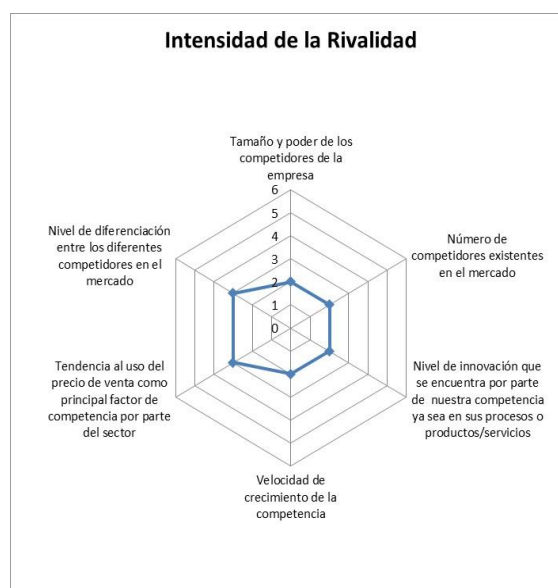 Intensidad de la Rivalidad
Tamaño y poder de los
competidores de la
empresa
6
5
4
3
2
1
0
Número de
competidores existentes
en el mercado
Nivel de innovación que
se encuentra por parte
de nuestra competencia
ya sea en sus procesos o
productos/servicios
Velocidad de
crecimiento de la
competencia
Tendencia al uso del
precio de venta como
principal factor de
competencia por parte
del sector
Nivel de diferenciación
entre los diferentes
competidores en el
mercado